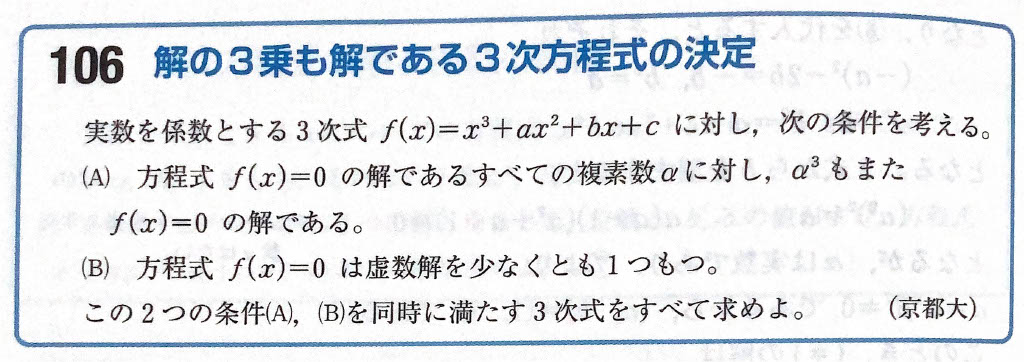 106 解の3乗も解である3次方程式の決定
実数を係数とする3次式 f(x)=x³+ax²+bx+c に対し，次の条件を考える。
(A) 方程式 f(x)=0 の解であるすべての複素数αに対し，α³もまた
f(x)=0 の解である。
(B) 方程式 f(x)=0 は虚数解を少なくとも1つもつ。
この2つの条件(A)，(B)を同時に満たす3次式をすべて求めよ。 (京都大)